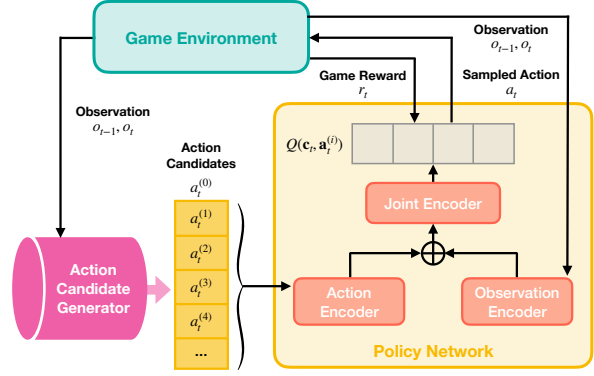 Game Environment
Observation
o_{t−1}, o_t
Game Reward
r_t
Observation
o_{t−1}, o_t
Sampled Action
a_t
Action
Candidates
a_t^{(0)}
a_t^{(1)}
a_t^{(2)}
a_t^{(3)}
a_t^{(4)}
...
Action
Candidate
Generator
Q(c_t, a_t^{(i)})
Joint Encoder
Action
Encoder
Observation
Encoder
Policy Network